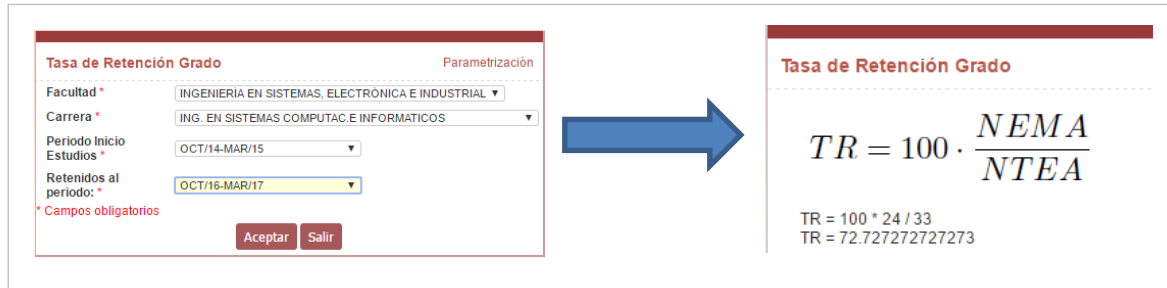 Tasa de Retención Grado
Parametrización
Facultad *
INGENIERÍA EN SISTEMAS, ELECTRÓNICA E INDUSTRIAL
Carrera *
ING. EN SISTEMAS COMPUTAC.E INFORMATICOS
Periodo Inicio
Estudios *
OCT/14-MAR/15
Retenidos al
periodo: *
OCT/16-MAR/17
* Campos obligatorios
Aceptar
Salir
Tasa de Retención Grado
TR = 100 · NEMA / NTEA
TR = 100 * 24 / 33
TR = 72.727272727273